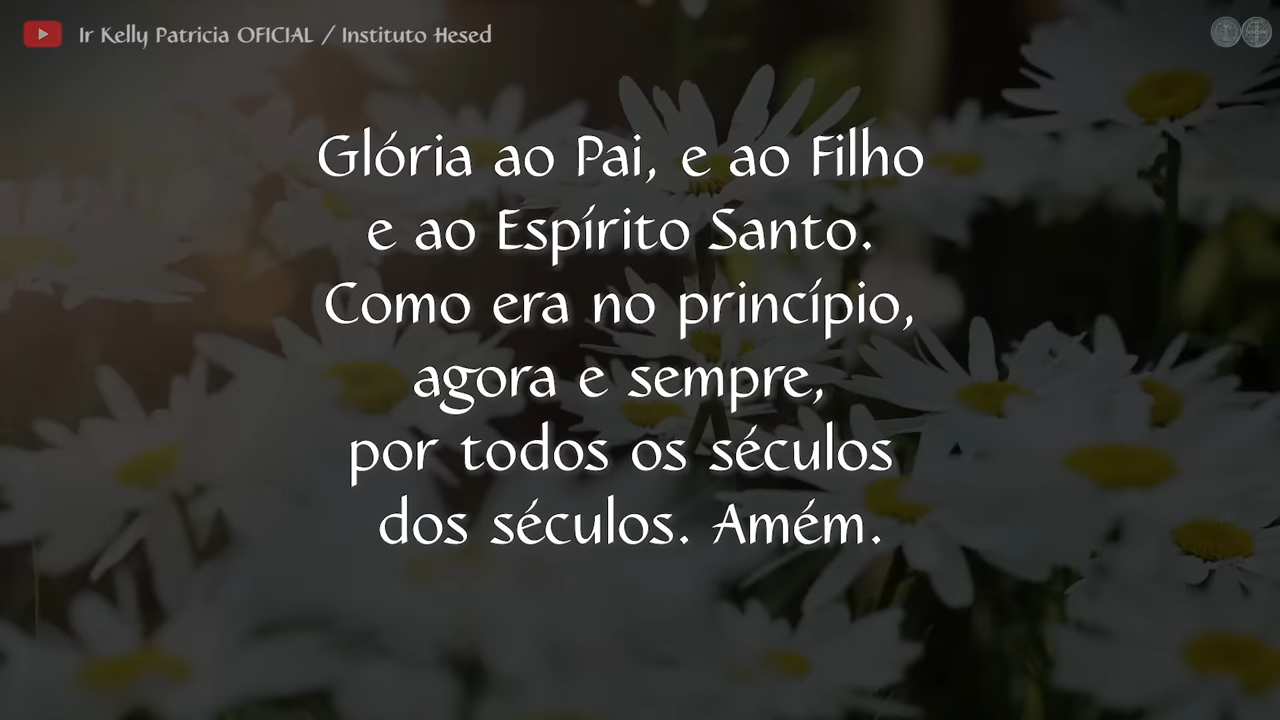 Ir Kelly Patricia OFICIAL / Instituto Hesed
Glória ao Pai, e ao Filho
e ao Espírito Santo.
Como era no princípio,
agora e sempre,
por todos os séculos
dos séculos. Amém.